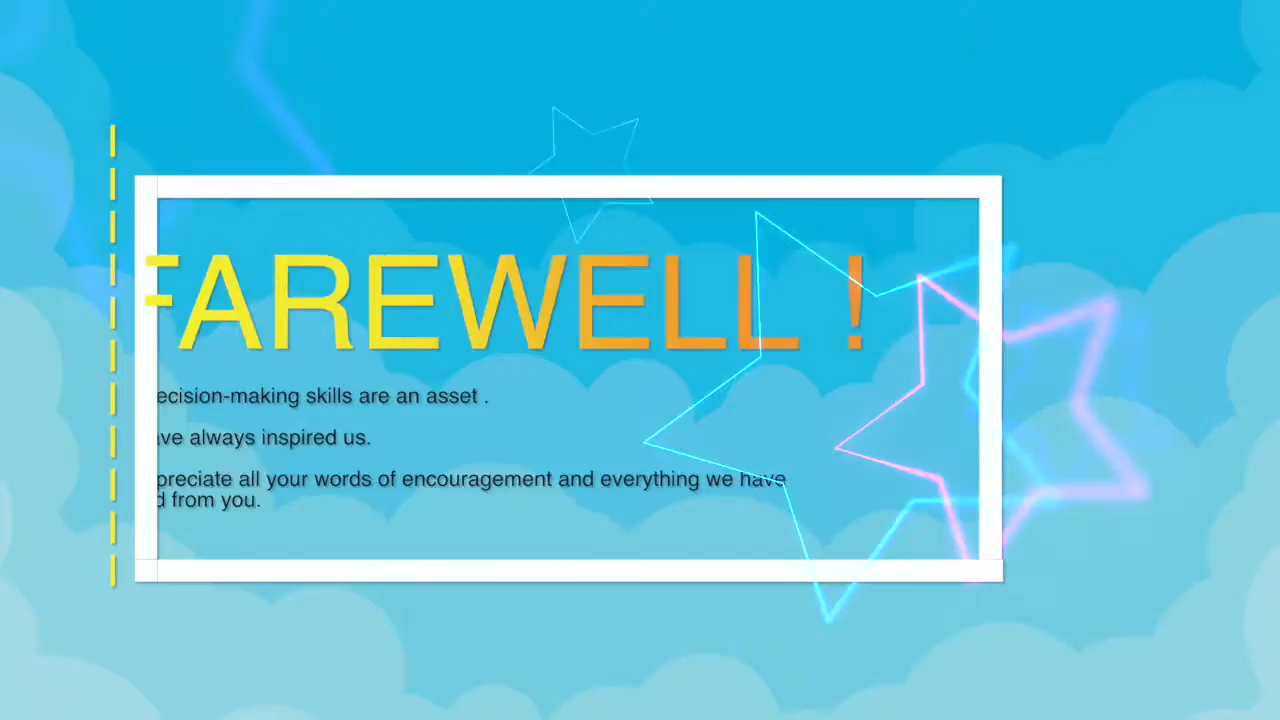 FAREWELL !
ecision-making skills are an asset .
ave always inspired us.
preciate all your words of encouragement and everything we have
d from you.